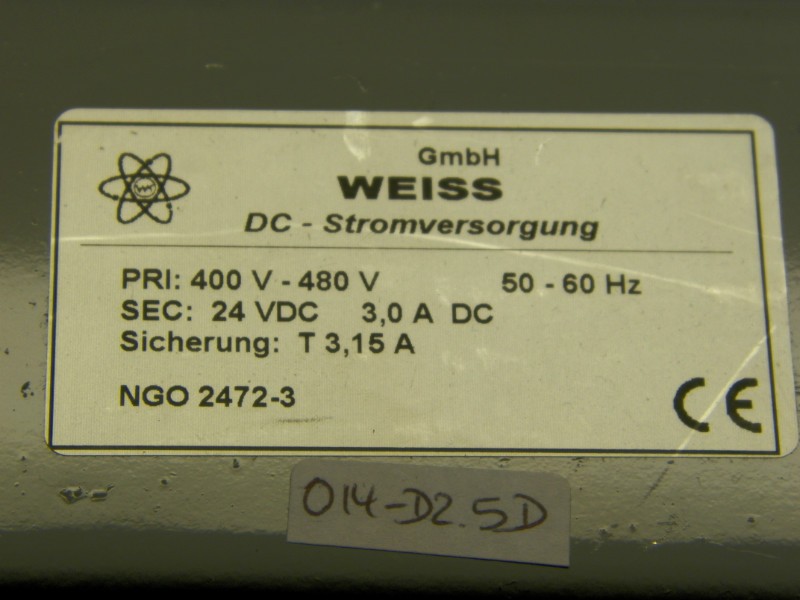 GmbH
WEISS
DC - Stromversorgung
PRI: 400 V - 480 V 50 - 60 Hz
SEC: 24 VDC 3,0 A DC
Sicherung: T 3,15 A
NGO 2472-3
CE
014-D2.5D